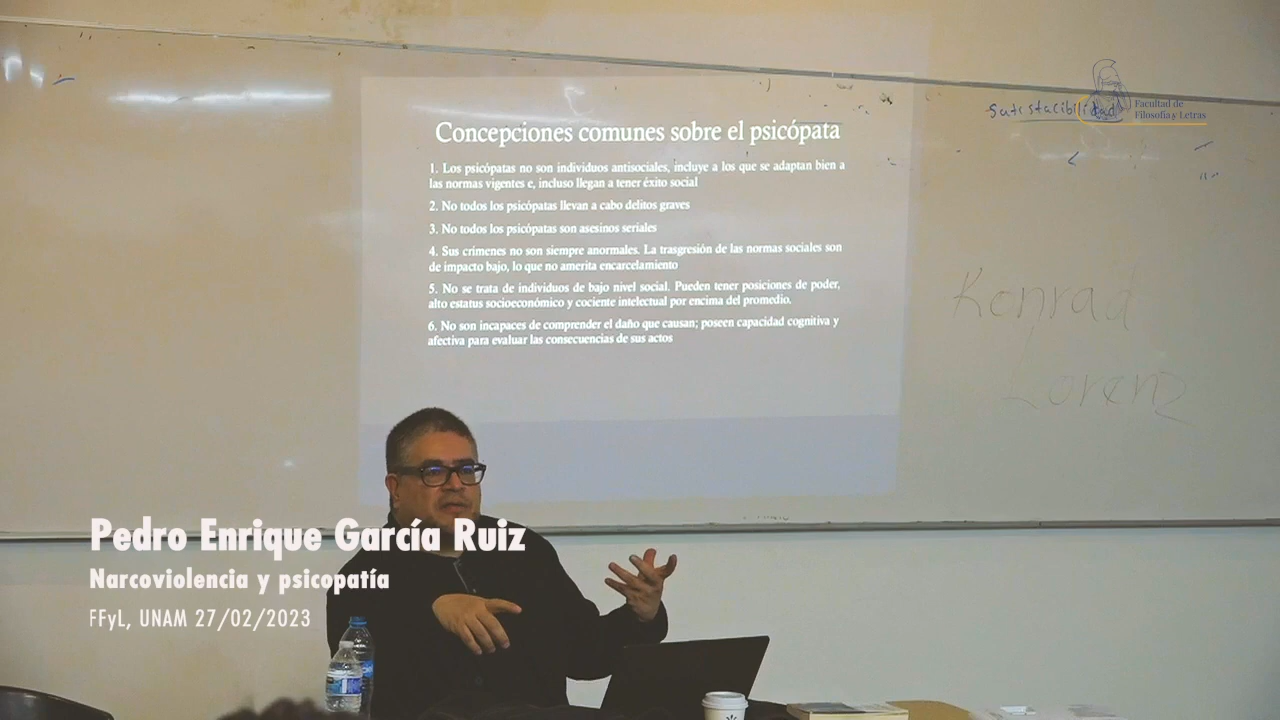 Concepciones comunes sobre el psicópata
1. Los psicópatas no son individuos antisociales, incluye a los que se adaptan bien a
las normas vigentes e, incluso llegan a tener éxito social
2. No todos los psicópatas llevan a cabo delitos graves
3. No todos los psicópatas son asesinos seriales
4. Sus crímenes no son siempre anormales. La trasgresión de las normas sociales son
de impacto bajo, lo que no amerita encarcelamiento
5. No se trata de individuos de bajo nivel social. Pueden tener posiciones de poder,
alto estatus socioeconómico y cociente intelectual por encima del promedio.
6. No son incapaces de comprender el daño que causan; poseen capacidad cognitiva y
afectiva para evaluar las consecuencias de sus actos
Facultad de
Filosofía y Letras
Konrad
Lorenz
Pedro Enrique García Ruiz
Narcoviolencia y psicopatía
FFyL, UNAM 27/02/2023